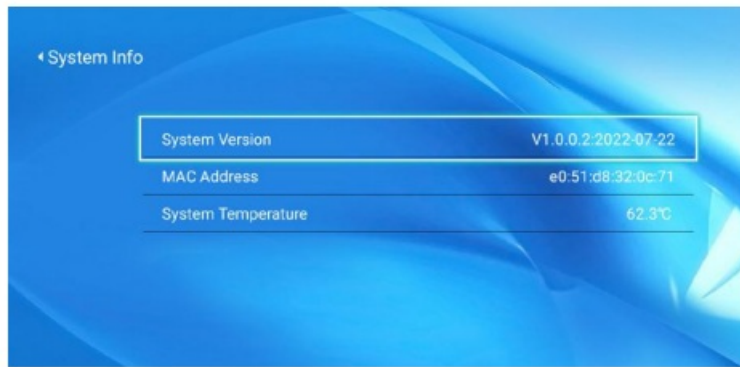 System Info
System Version V1.0.0.2:2022-07-22
MAC Address e0:51:d8:32:0c:71
System Temperature 62.3℃